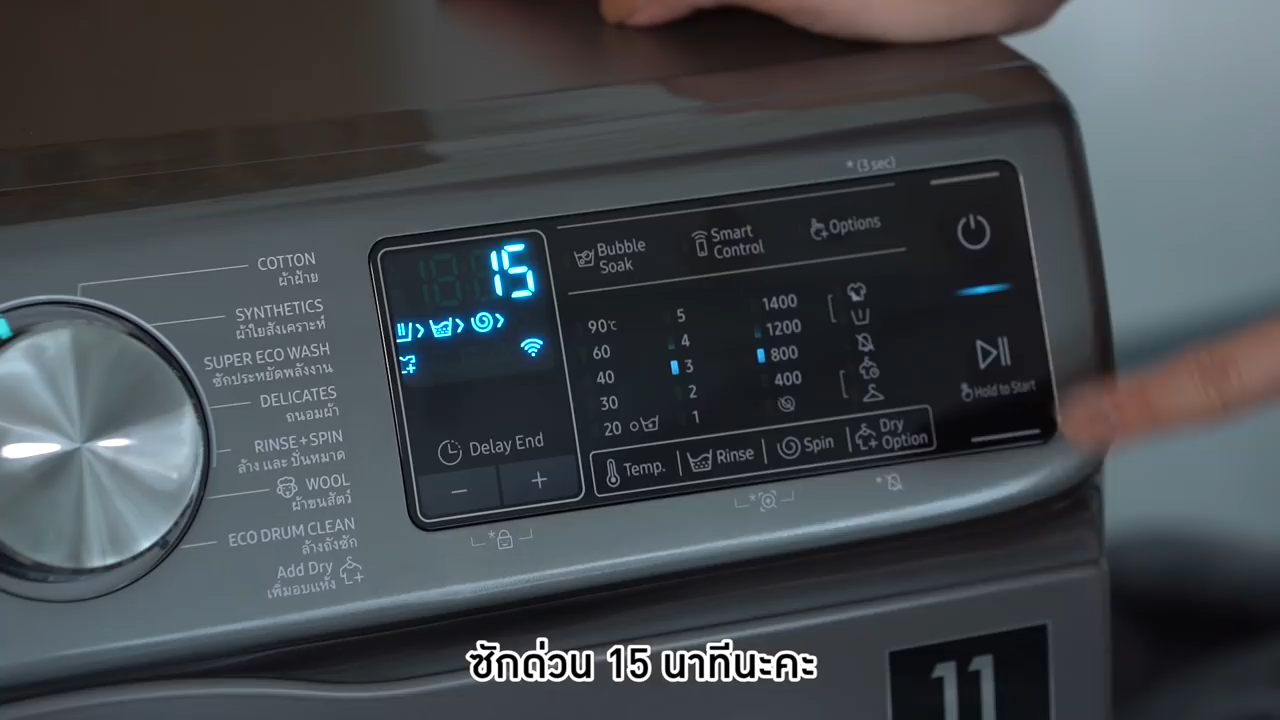 * (3 sec)
COTTON
ผ้าฝ้าย
SYNTHETICS
ผ้าใยสังเคราะห์
SUPER ECO WASH
ซักประหยัดพลังงาน
DELICATES
ถนอมผ้า
RINSE+SPIN
ล้าง และ ปั่นหมาด
WOOL
ผ้าขนสัตว์
ECO DRUM CLEAN
ล้างถังซัก
Add Dry
เพิ่มอบแห้ง
15
Delay End
− +
Bubble Soak
Smart Control
Options
90℃ 5 1400
60 4 1200
40 3 800
30 2 400
20 1
Temp. Rinse Spin Dry Option
Hold to Start
11
ซักด่วน 15 นาทีนะคะ